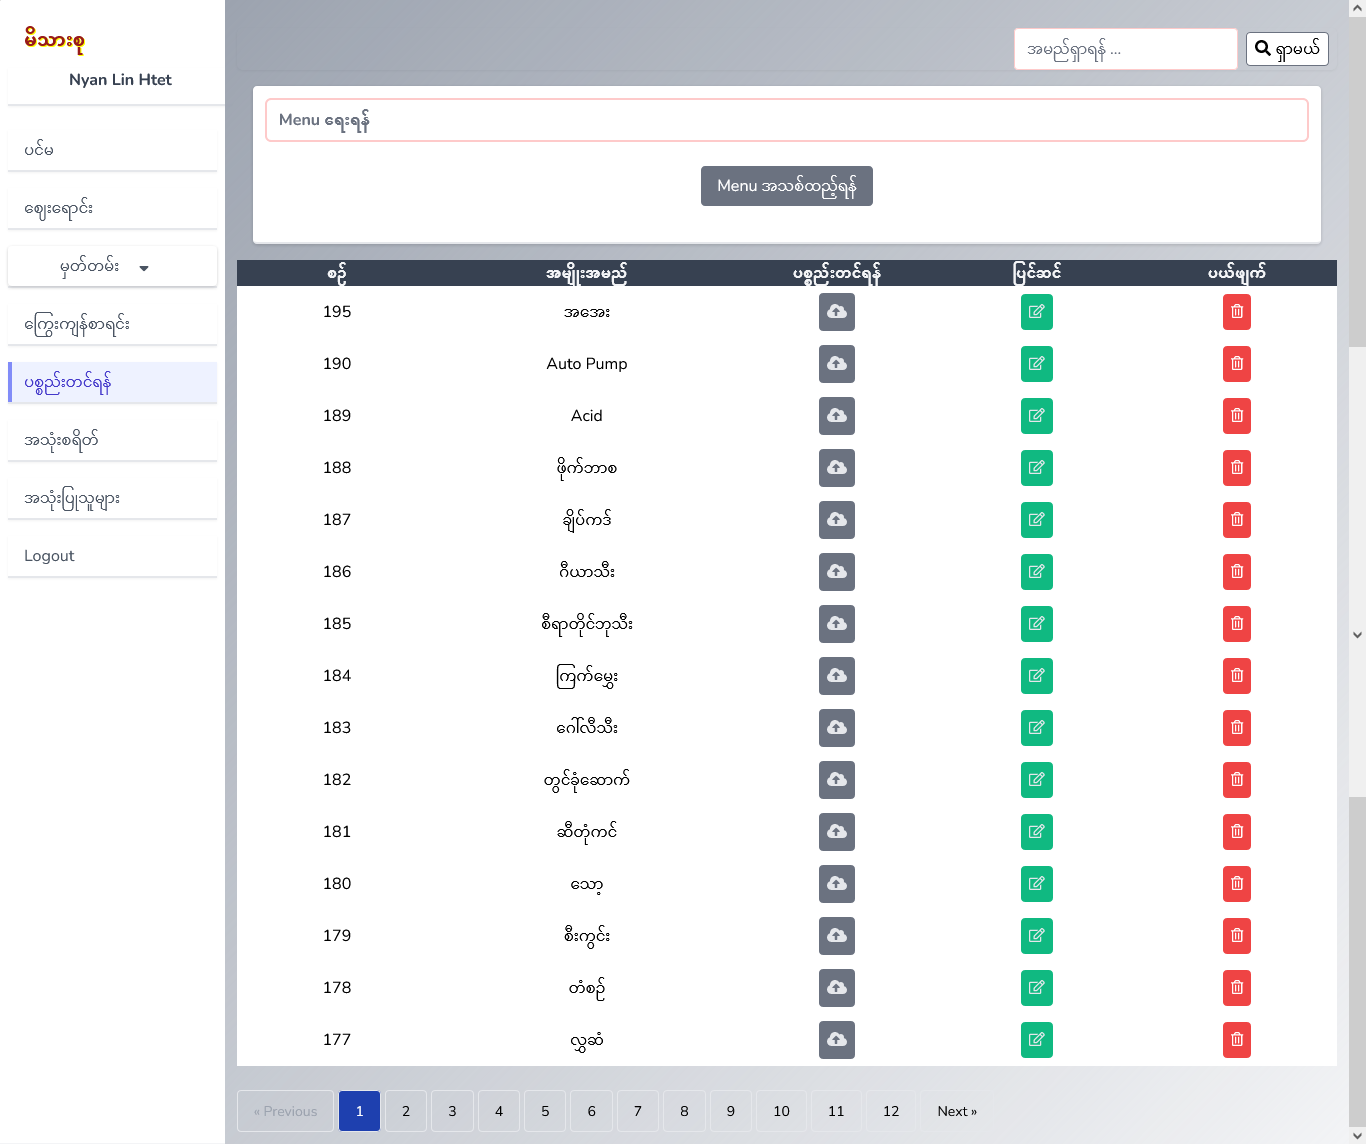 မိသားစု
Nyan Lin Htet
ပင်မ
ဈေးရောင်း
မှတ်တမ်း
ကြွေးကျန်စာရင်း
ပစ္စည်းတင်ရန်
အသုံးစရိတ်
အသုံးပြုသူများ
Logout
အမည်ရှာရန် ... ရှာမယ်
Menu ရေးရန်
Menu အသစ်ထည့်ရန်
စဉ် အမျိုးအမည် ပစ္စည်းတင်ရန် ပြင်ဆင် ပယ်ဖျက်
195 အအေး
190 Auto Pump
189 Acid
188 ဖိုက်ဘာစ
187 ချိပ်ကဒ်
186 ဂီယာသီး
185 စီရာတိုင်ဘုသီး
184 ကြက်မွှေး
183 ဂေါ်လီသီး
182 တွင်ခုံဆောက်
181 ဆီတုံကင်
180 သော့
179 စီးကွင်း
178 တံစဉ်
177 လွှဆံ
« Previous 1 2 3 4 5 6 7 8 9 10 11 12 Next »